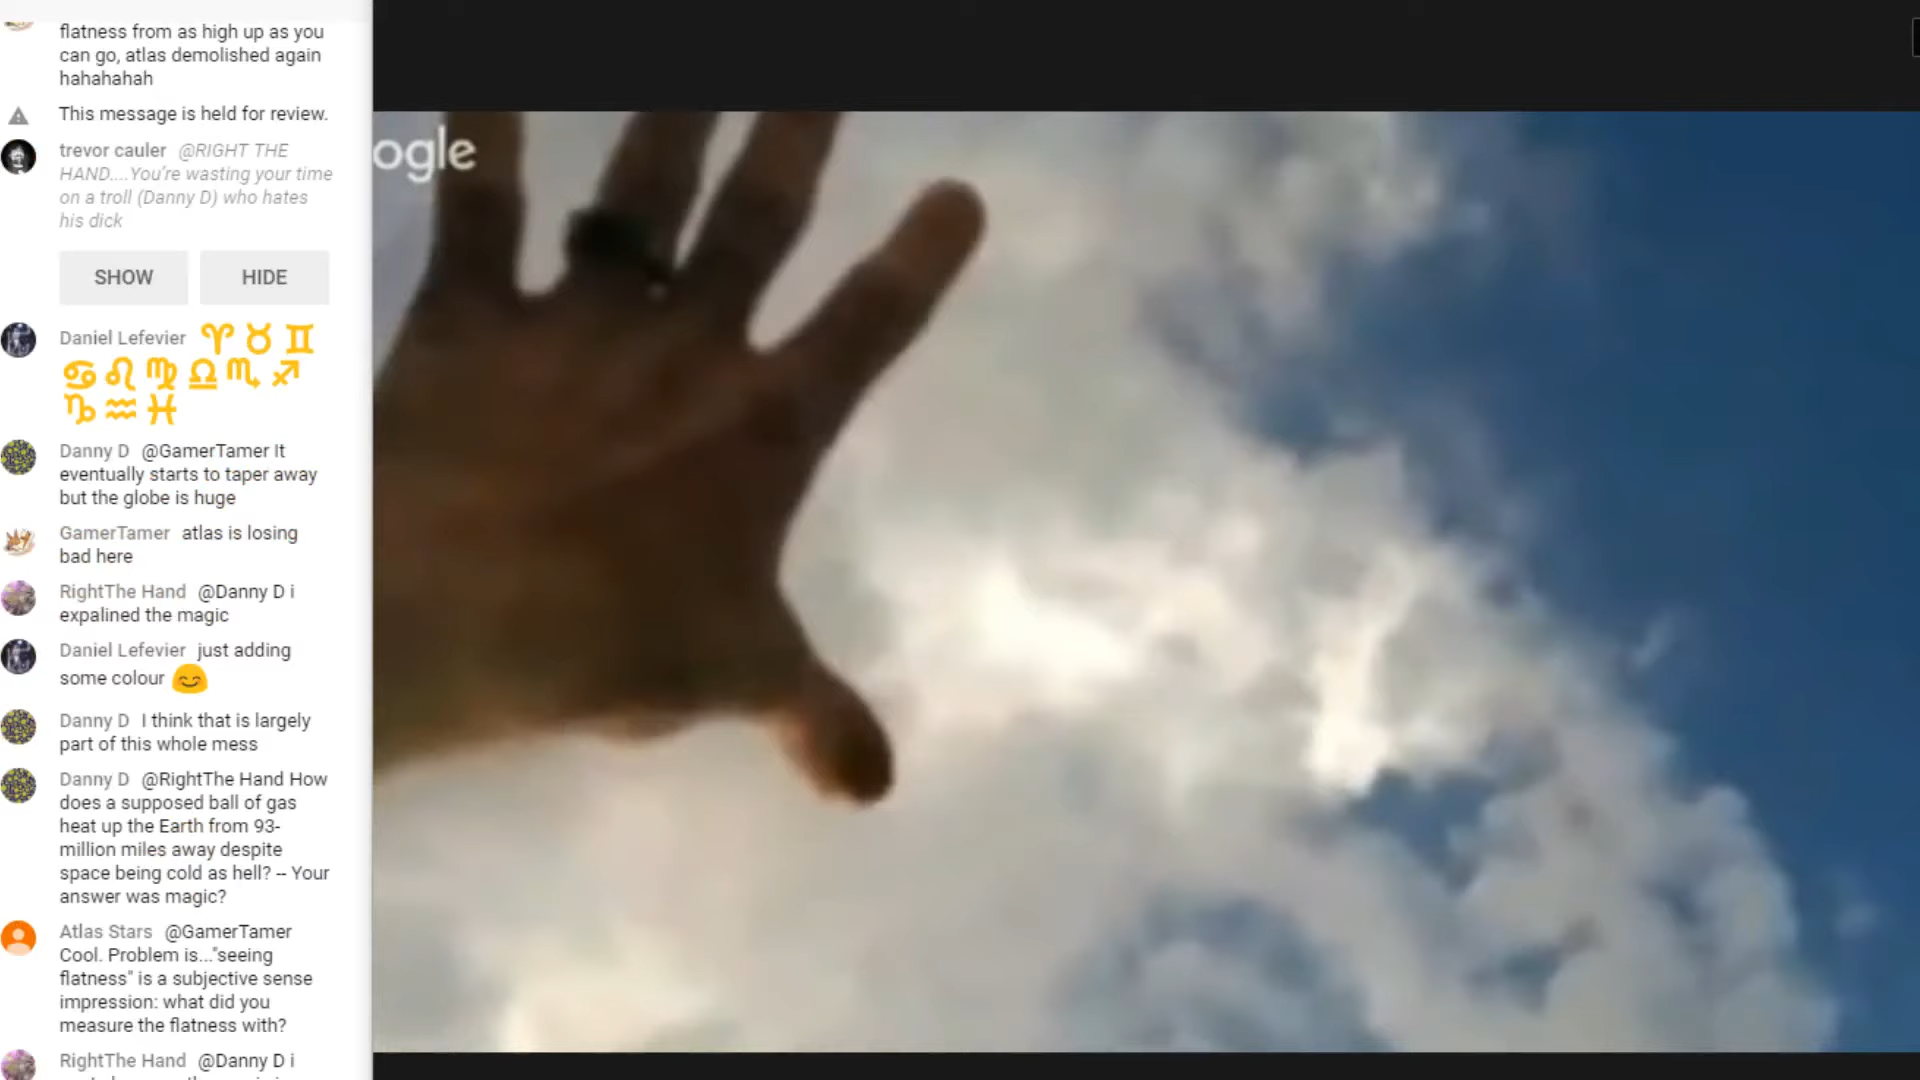 flatness from as high up as you
can go, atlas demolished again
hahahahah
This message is held for review.
trevor cauler @RIGHT THE
HAND....You're wasting your time
on a troll (Danny D) who hates
his dick
SHOW HIDE
Daniel Lefevier ♈ ♉ ♊
♋ ♌ ♍ ♎ ♏ ♐
♑ ♒ ♓
Danny D @GamerTamer It
eventually starts to taper away
but the globe is huge
GamerTamer atlas is losing
bad here
RightThe Hand @Danny D i
expalined the magic
Daniel Lefevier just adding
some colour 😊
Danny D I think that is largely
part of this whole mess
Danny D @RightThe Hand How
does a supposed ball of gas
heat up the Earth from 93-
million miles away despite
space being cold as hell? -- Your
answer was magic?
Atlas Stars @GamerTamer
Cool. Problem is..."seeing
flatness" is a subjective sense
impression: what did you
measure the flatness with?
RightThe Hand @Danny D i
ogle